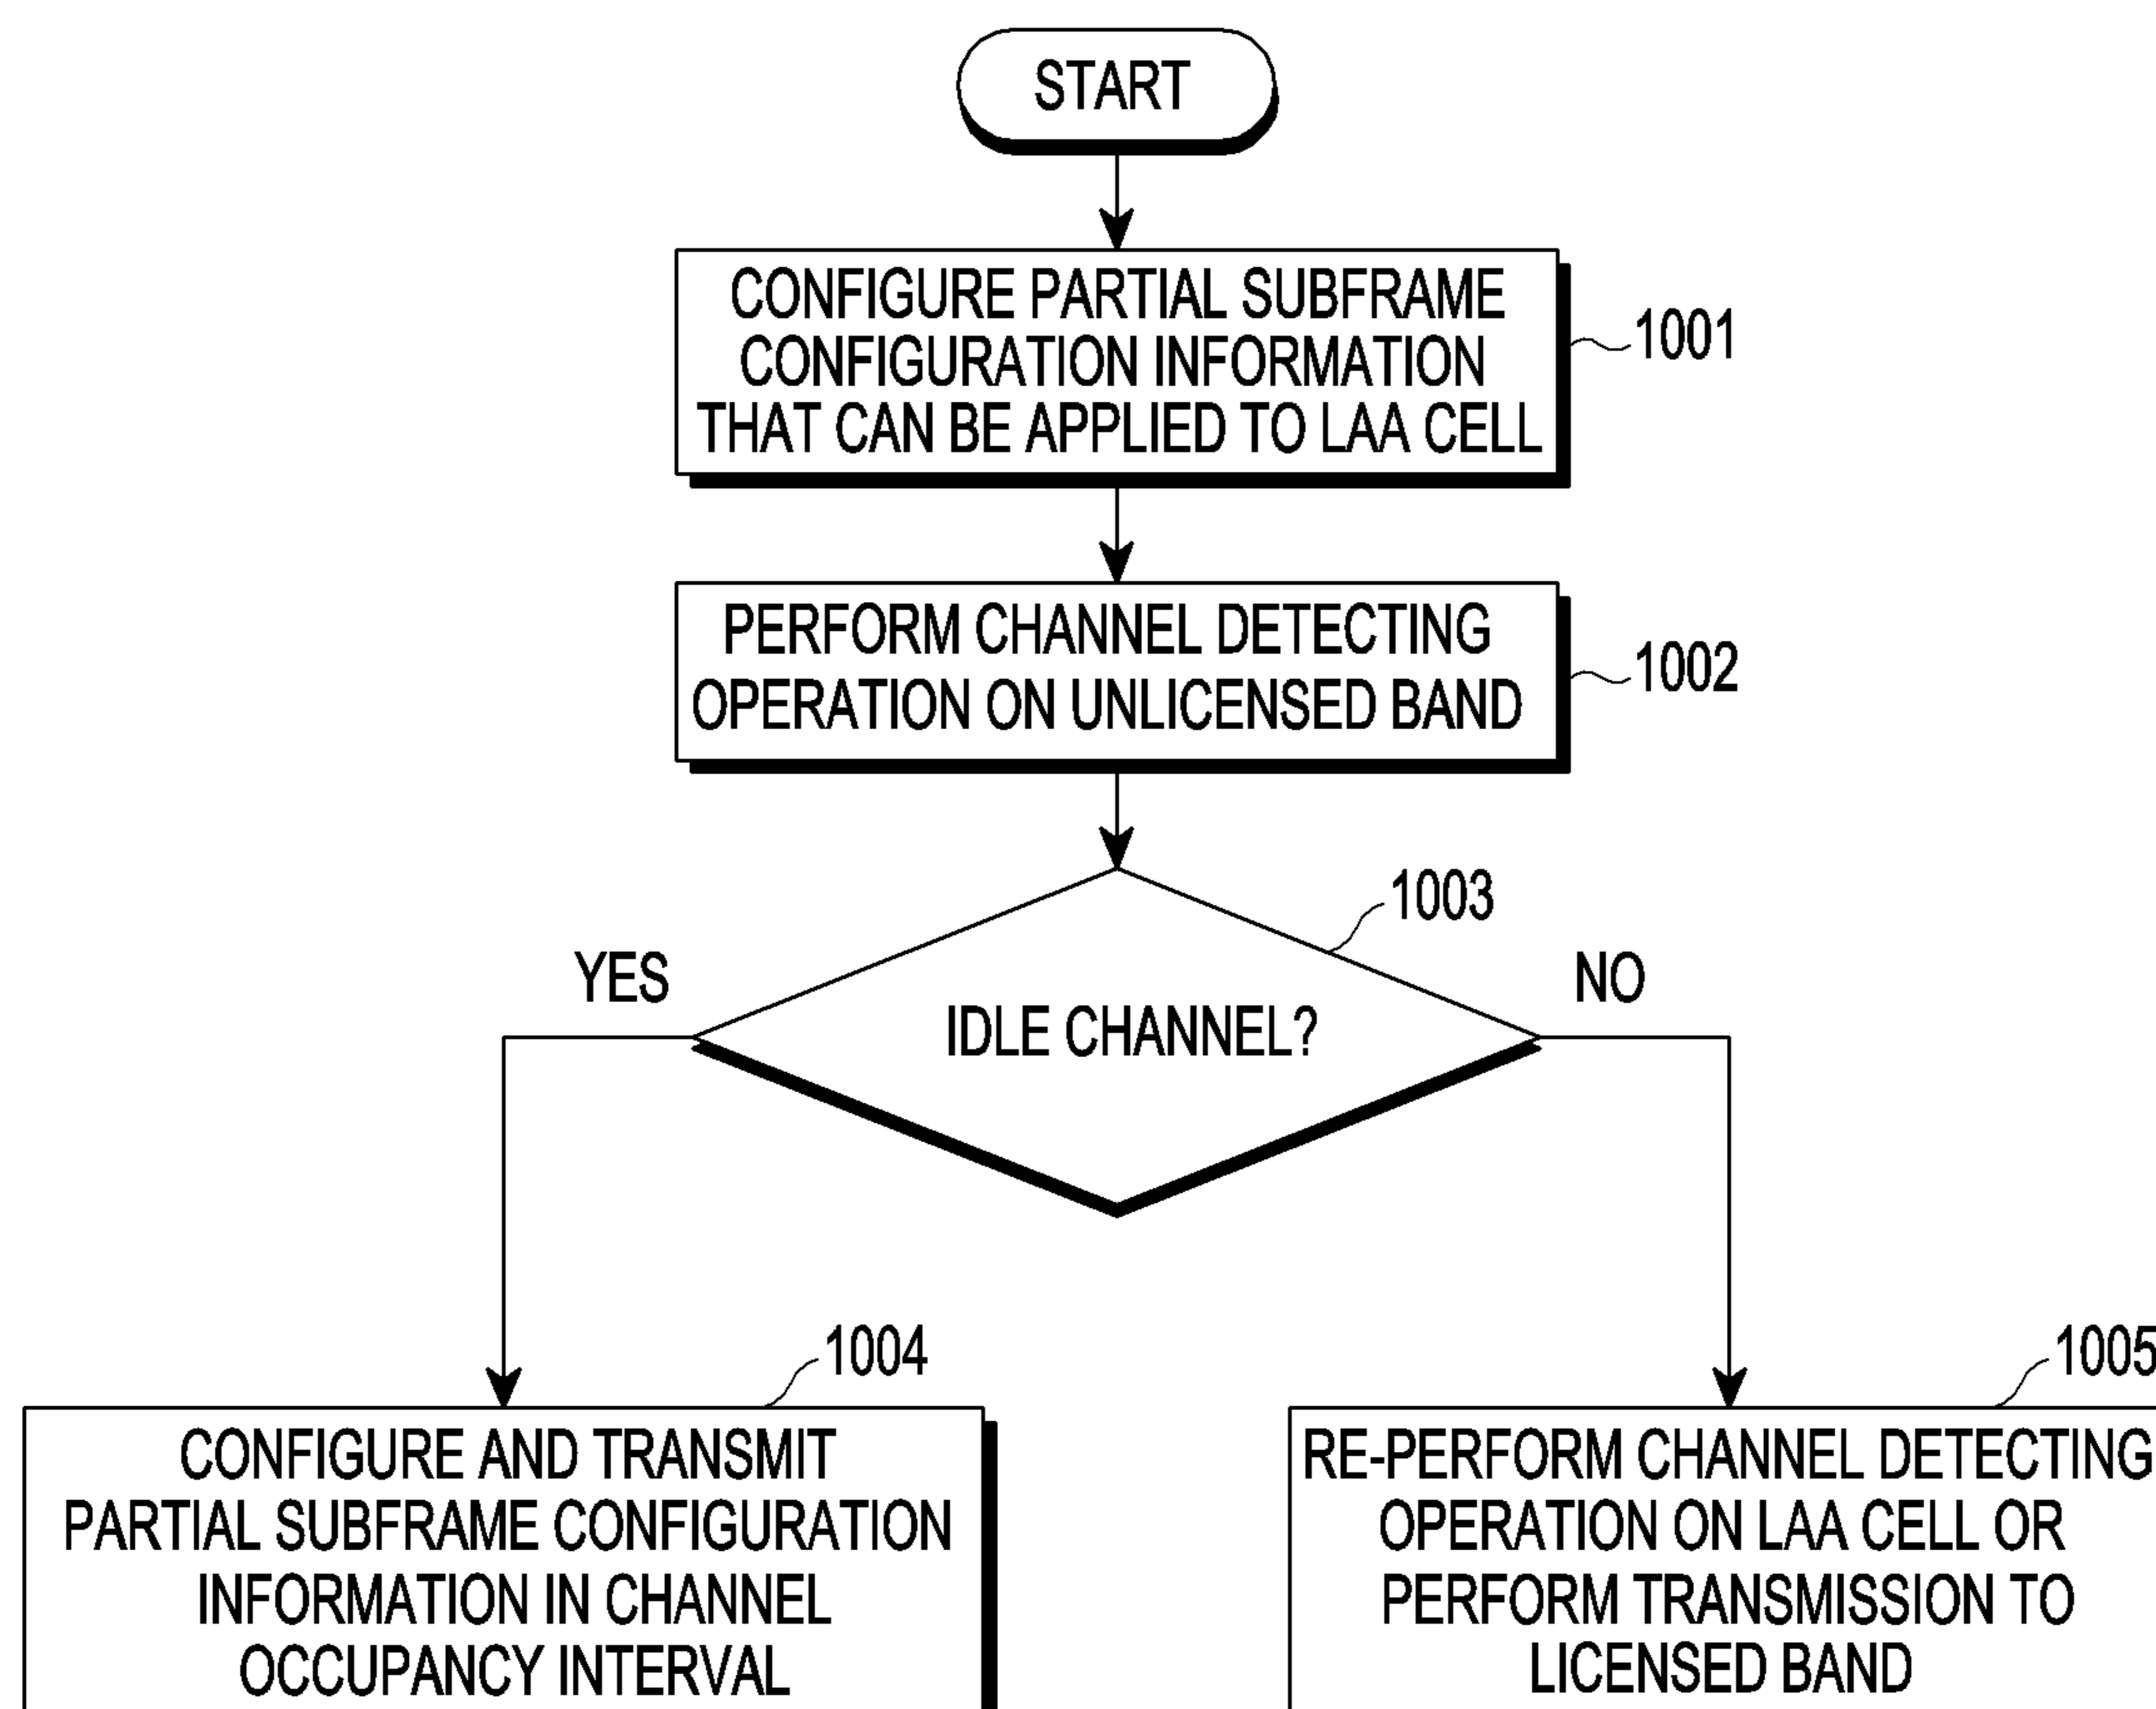 START
CONFIGURE PARTIAL SUBFRAME
CONFIGURATION INFORMATION
THAT CAN BE APPLIED TO LAA CELL
1001
PERFORM CHANNEL DETECTING
OPERATION ON UNLICENSED BAND
1002
1003
YES
NO
IDLE CHANNEL?
1004
CONFIGURE AND TRANSMIT
PARTIAL SUBFRAME CONFIGURATION
INFORMATION IN CHANNEL
OCCUPANCY INTERVAL
1005
RE-PERFORM CHANNEL DETECTING
OPERATION ON LAA CELL OR
PERFORM TRANSMISSION TO
LICENSED BAND